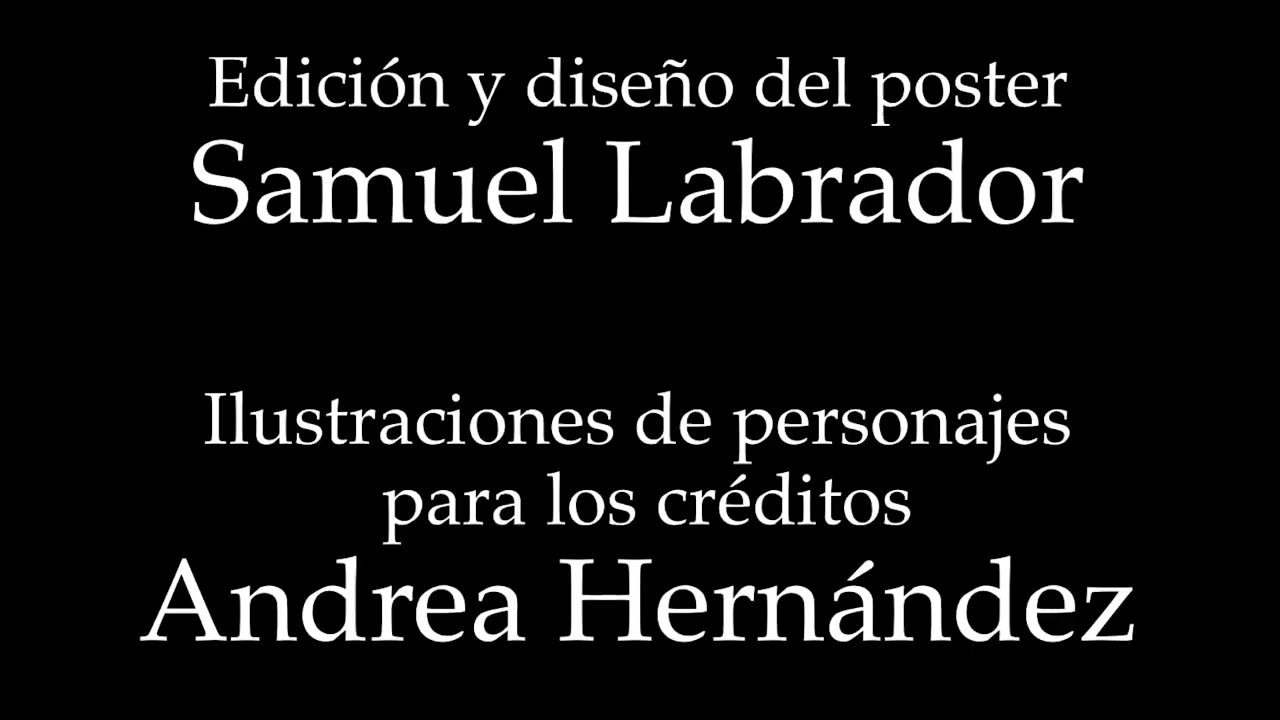 Edición y diseño del poster
Samuel Labrador
Ilustraciones de personajes
para los créditos
Andrea Hernández